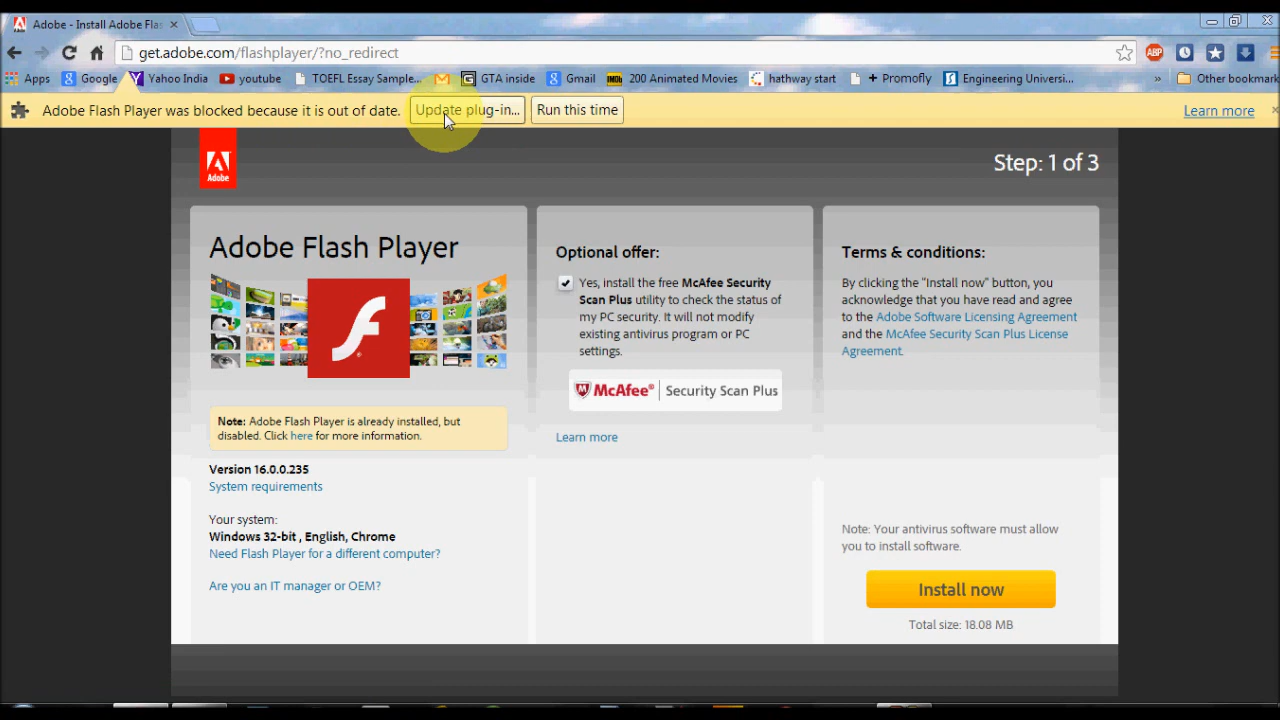 Adobe - Install Adobe Fla
get.adobe.com/flashplayer/?no_redirect
ABP
Apps Google Yahoo India youtube TOEFL Essay Sample... GTA inside Gmail IMDb 200 Animated Movies hathway start + Promofly Engineering Universi... » Other bookmark
Adobe Flash Player was blocked because it is out of date. Update plug-in... Run this time Learn more
Adobe
Step: 1 of 3
Adobe Flash Player
Note: Adobe Flash Player is already installed, but
disabled. Click here for more information.
Version 16.0.0.235
System requirements
Your system:
Windows 32-bit , English, Chrome
Need Flash Player for a different computer?
Are you an IT manager or OEM?
Optional offer:
Yes, install the free McAfee Security
Scan Plus utility to check the status of
my PC security. It will not modify
existing antivirus program or PC
settings.
McAfee® | Security Scan Plus
Learn more
Terms & conditions:
By clicking the "Install now" button, you
acknowledge that you have read and agree
to the Adobe Software Licensing Agreement
and the McAfee Security Scan Plus License
Agreement.
Note: Your antivirus software must allow
you to install software.
Install now
Total size: 18.08 MB